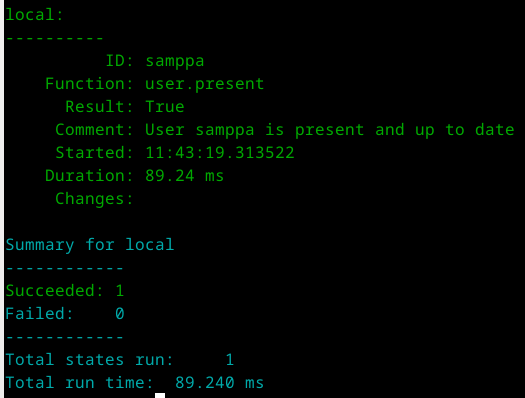 local:
----------
          ID: samppa
    Function: user.present
      Result: True
     Comment: User samppa is present and up to date
     Started: 11:43:19.313522
    Duration: 89.24 ms
     Changes:

Summary for local
------------
Succeeded: 1
Failed:    0
------------
Total states run:     1
Total run time:  89.240 ms